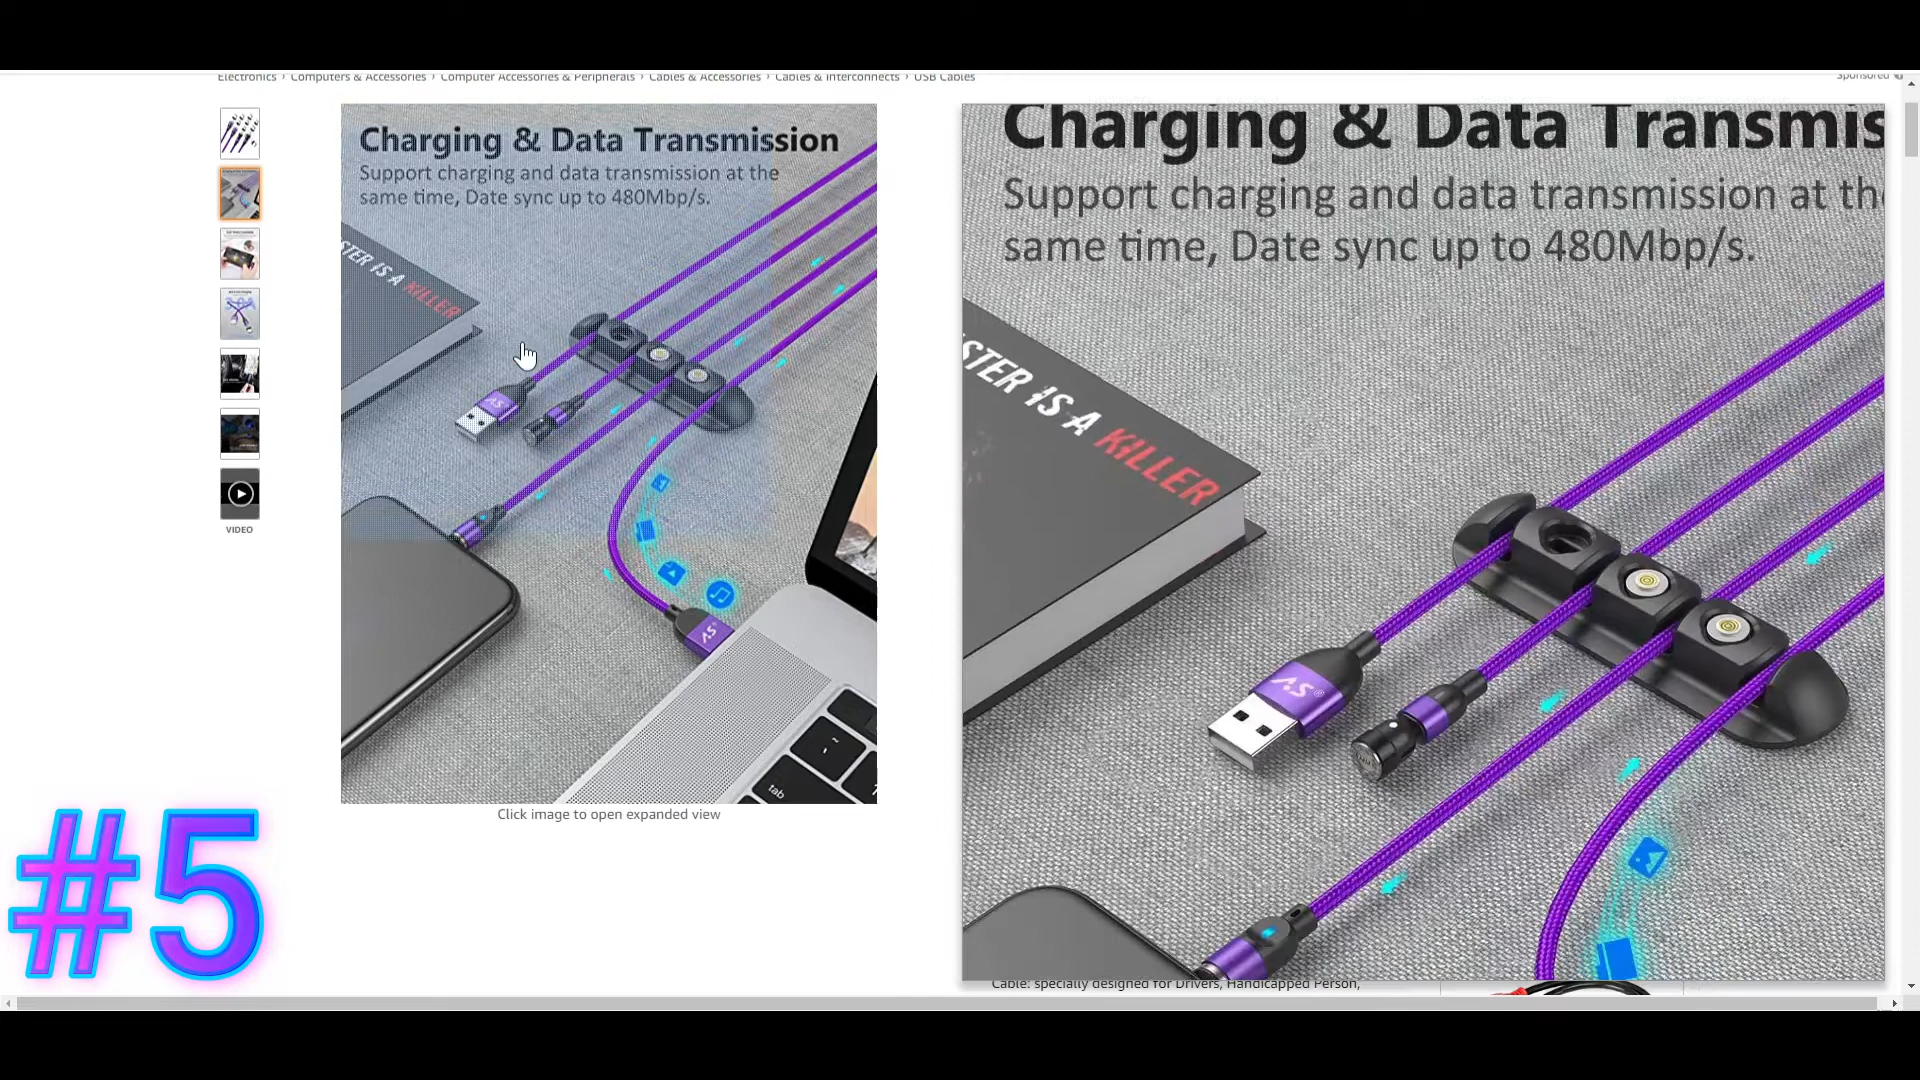 Electronics › Computers & Accessories › Computer Accessories & Peripherals › Cables & Accessories › Cables & Interconnects › USB Cables
Sponsored
Charging & Data Transmission
Support charging and data transmission at the
same time, Date sync up to 480Mbp/s.
STER IS A KILLER
AS
AS
tab
VIDEO
Click image to open expanded view
Charging & Data Transmis
Support charging and data transmission at the
same time, Date sync up to 480Mbp/s.
STER IS A KILLER
AS®
Cable: specially designed for Drivers, Handicapped Person,
#5